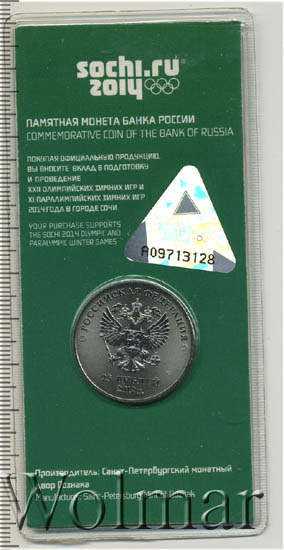 sochi.ru
2014
ПАМЯТНАЯ МОНЕТА БАНКА РОССИИ
COMMEMORATIVE COIN OF THE BANK OF RUSSIA
ПОКУПАЯ ОФИЦИАЛЬНУЮ ПРОДУКЦИЮ,
ВЫ ВНОСИТЕ ВКЛАД В ПОДГОТОВКУ
И ПРОВЕДЕНИЕ
XXII ОЛИМПИЙСКИХ ЗИМНИХ ИГР И
XI ПАРАЛИМПИЙСКИХ ЗИМНИХ ИГР
2014 ГОДА В ГОРОДЕ СОЧИ
YOUR PURCHASE SUPPORTS
THE SOCHI 2014 OLYMPIC AND
PARALYMPIC WINTER GAMES
A09713128
РОССИЙСКАЯ ФЕДЕРАЦИЯ
25 РУБЛЕЙ
Производитель: Санкт-Петербургский монетный
двор Гознака
Manufacturer: Saint-Petersburg Mint of Goznak
Wolmar